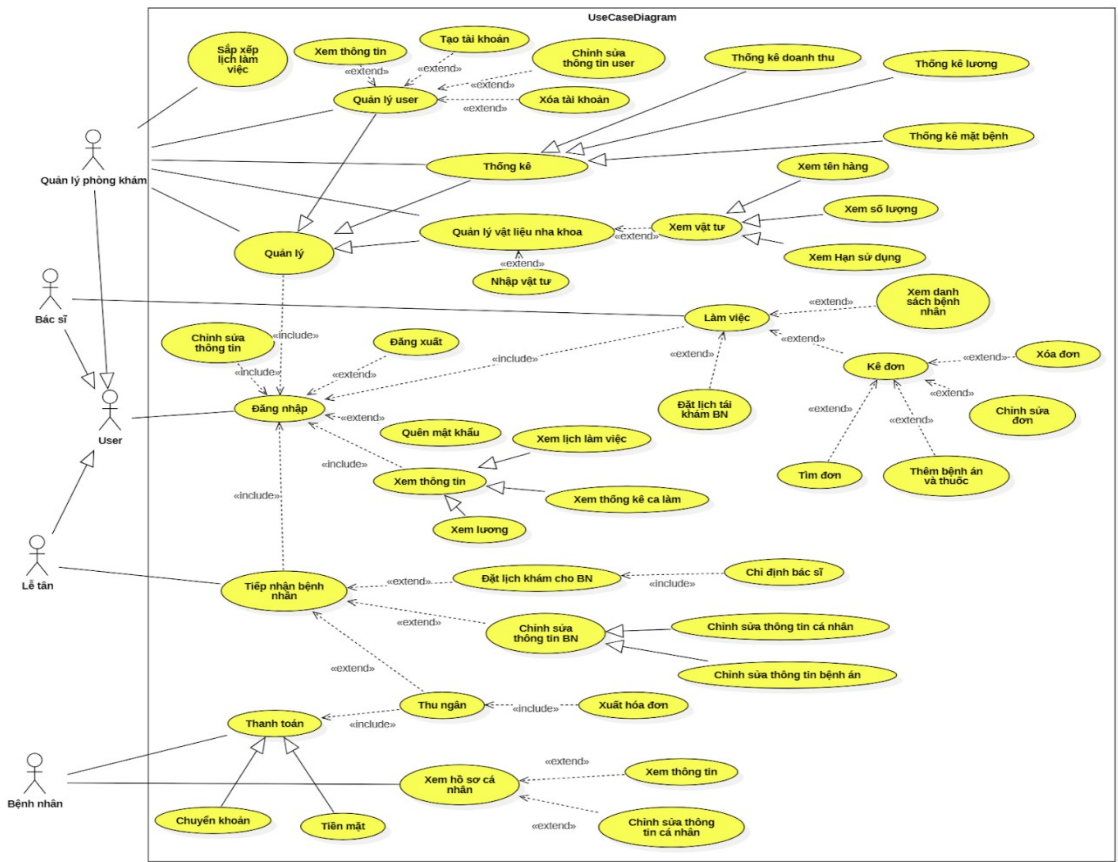 UseCaseDiagram
Sắp xếp
lịch làm
việc
Xem thông tin
Tạo tài khoản
Chỉnh sửa
thông tin user
«extend»
«extend»
«extend»
Quản lý user
«extend»
Xóa tài khoản
Thống kê doanh thu
Thống kê lương
Thống kê mặt bệnh
Quản lý phòng khám
Thống kê
Xem tên hàng
Xem số lượng
Xem Hạn sử dụng
Quản lý vật liệu nha khoa
«extend»
Xem vật tư
Quản lý
«extend»
Nhập vật tư
Bác sĩ
Làm việc
«extend»
Xem danh
sách bệnh
nhân
«extend»
Kê đơn
«extend»
Xóa đơn
«extend»
Chỉnh sửa
đơn
«extend»
Đặt lịch tái
khám BN
«extend»
«extend»
Tìm đơn
Thêm bệnh án
và thuốc
Chỉnh sửa
thông tin
«include»
«include»
Đăng xuất
«extend»
«include»
User
Đăng nhập
«extend»
Quên mật khẩu
«include»
Xem thông tin
Xem lịch làm việc
Xem thống kê ca làm
Xem lương
«include»
Lễ tân
Tiếp nhận bệnh
nhân
«extend»
Đặt lịch khám cho BN
«include»
Chỉ định bác sĩ
«extend»
Chỉnh sửa
thông tin BN
Chỉnh sửa thông tin cá nhân
Chỉnh sửa thông tin bệnh án
«extend»
Thu ngân
«include»
Xuất hóa đơn
Thanh toán
«include»
Bệnh nhân
Chuyển khoản
Tiền mặt
Xem hồ sơ cá
nhân
«extend»
Xem thông tin
«extend»
Chỉnh sửa thông
tin cá nhân